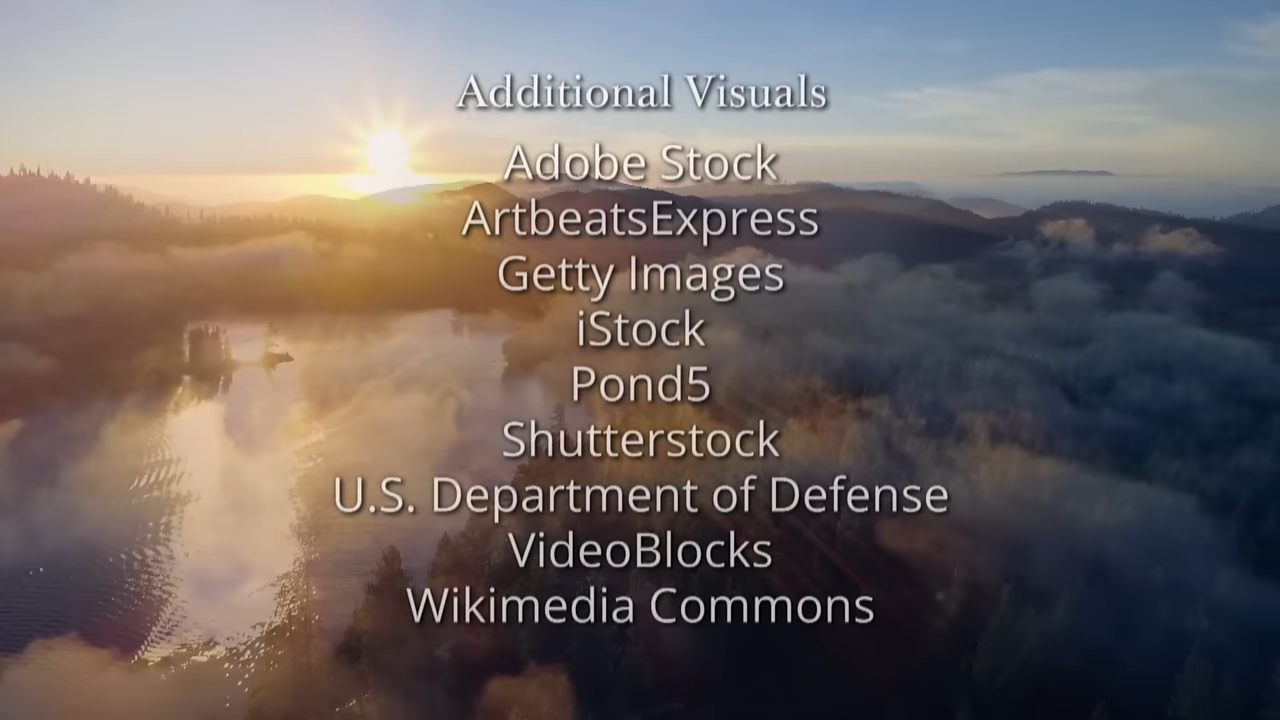 Additional Visuals
Adobe Stock
ArtbeatsExpress
Getty Images
iStock
Pond5
Shutterstock
U.S. Department of Defense
VideoBlocks
Wikimedia Commons